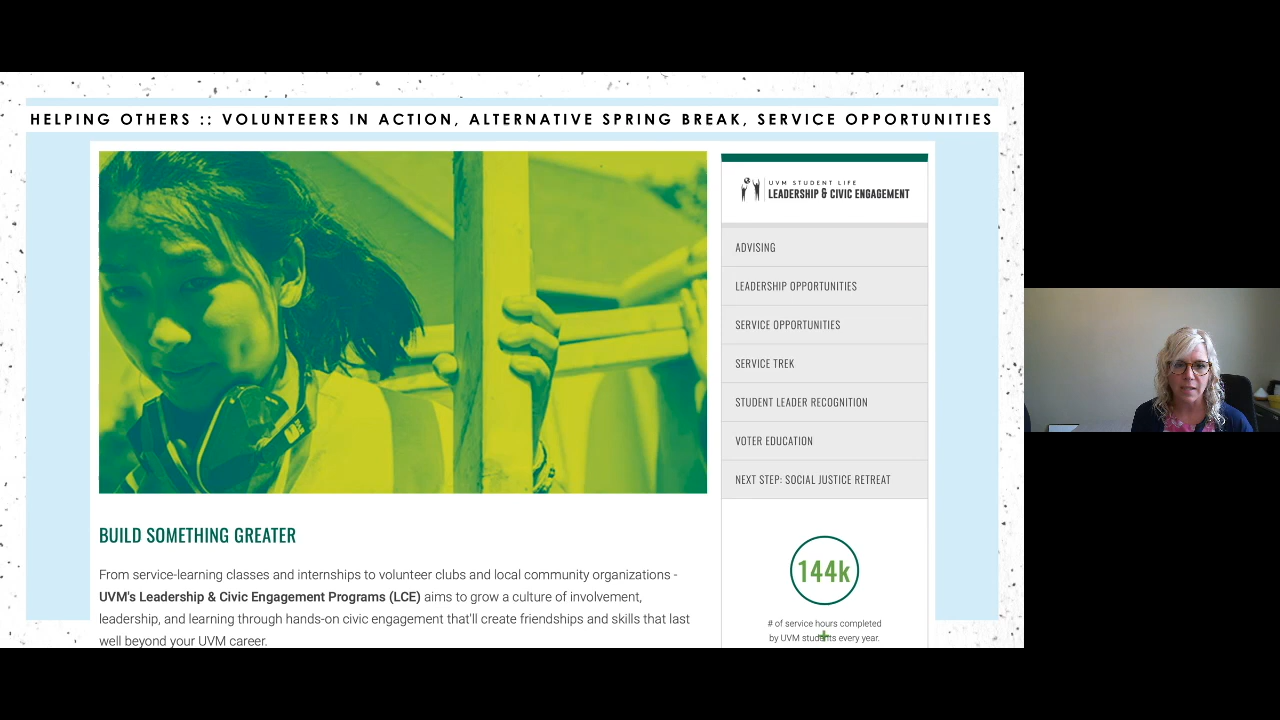 HELPING OTHERS :: VOLUNTEERS IN ACTION, ALTERNATIVE SPRING BREAK, SERVICE OPPORTUNITIES
UVM STUDENT LIFE
LEADERSHIP & CIVIC ENGAGEMENT
ADVISING
LEADERSHIP OPPORTUNITIES
SERVICE OPPORTUNITIES
SERVICE TREK
STUDENT LEADER RECOGNITION
VOTER EDUCATION
NEXT STEP: SOCIAL JUSTICE RETREAT
144k
# of service hours completed
by UVM students every year.
BUILD SOMETHING GREATER
From service-learning classes and internships to volunteer clubs and local community organizations -
UVM's Leadership & Civic Engagement Programs (LCE) aims to grow a culture of involvement,
leadership, and learning through hands-on civic engagement that'll create friendships and skills that last
well beyond your UVM career.